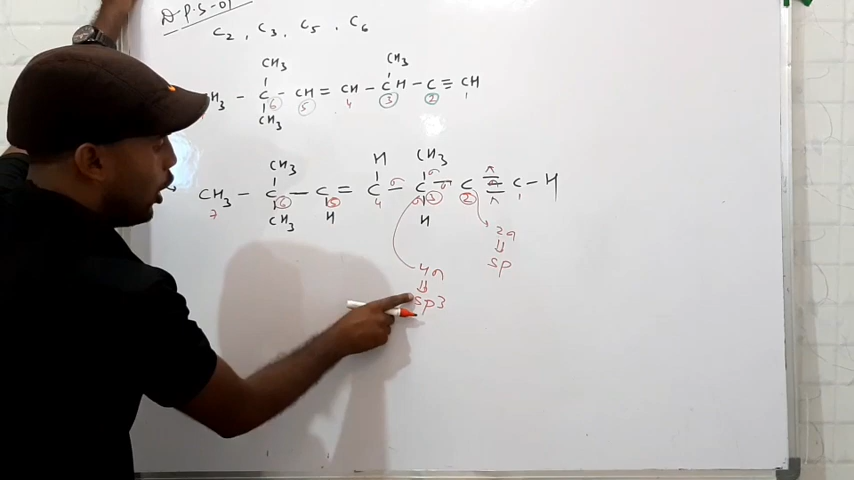 D.P.S-01
C2, C3, C5, C6
CH3 CH3
H3 - C - CH = CH - CH - C ≡ CH
6 5 4 3 2 1
CH3
CH3 H CH3 π
CH3 - C - C = C σ - C σ - C ≡ C - H
7 6 5 4 3 2 1
CH3 H H
4σ 2σ
⇓ ⇓
sp3 sp